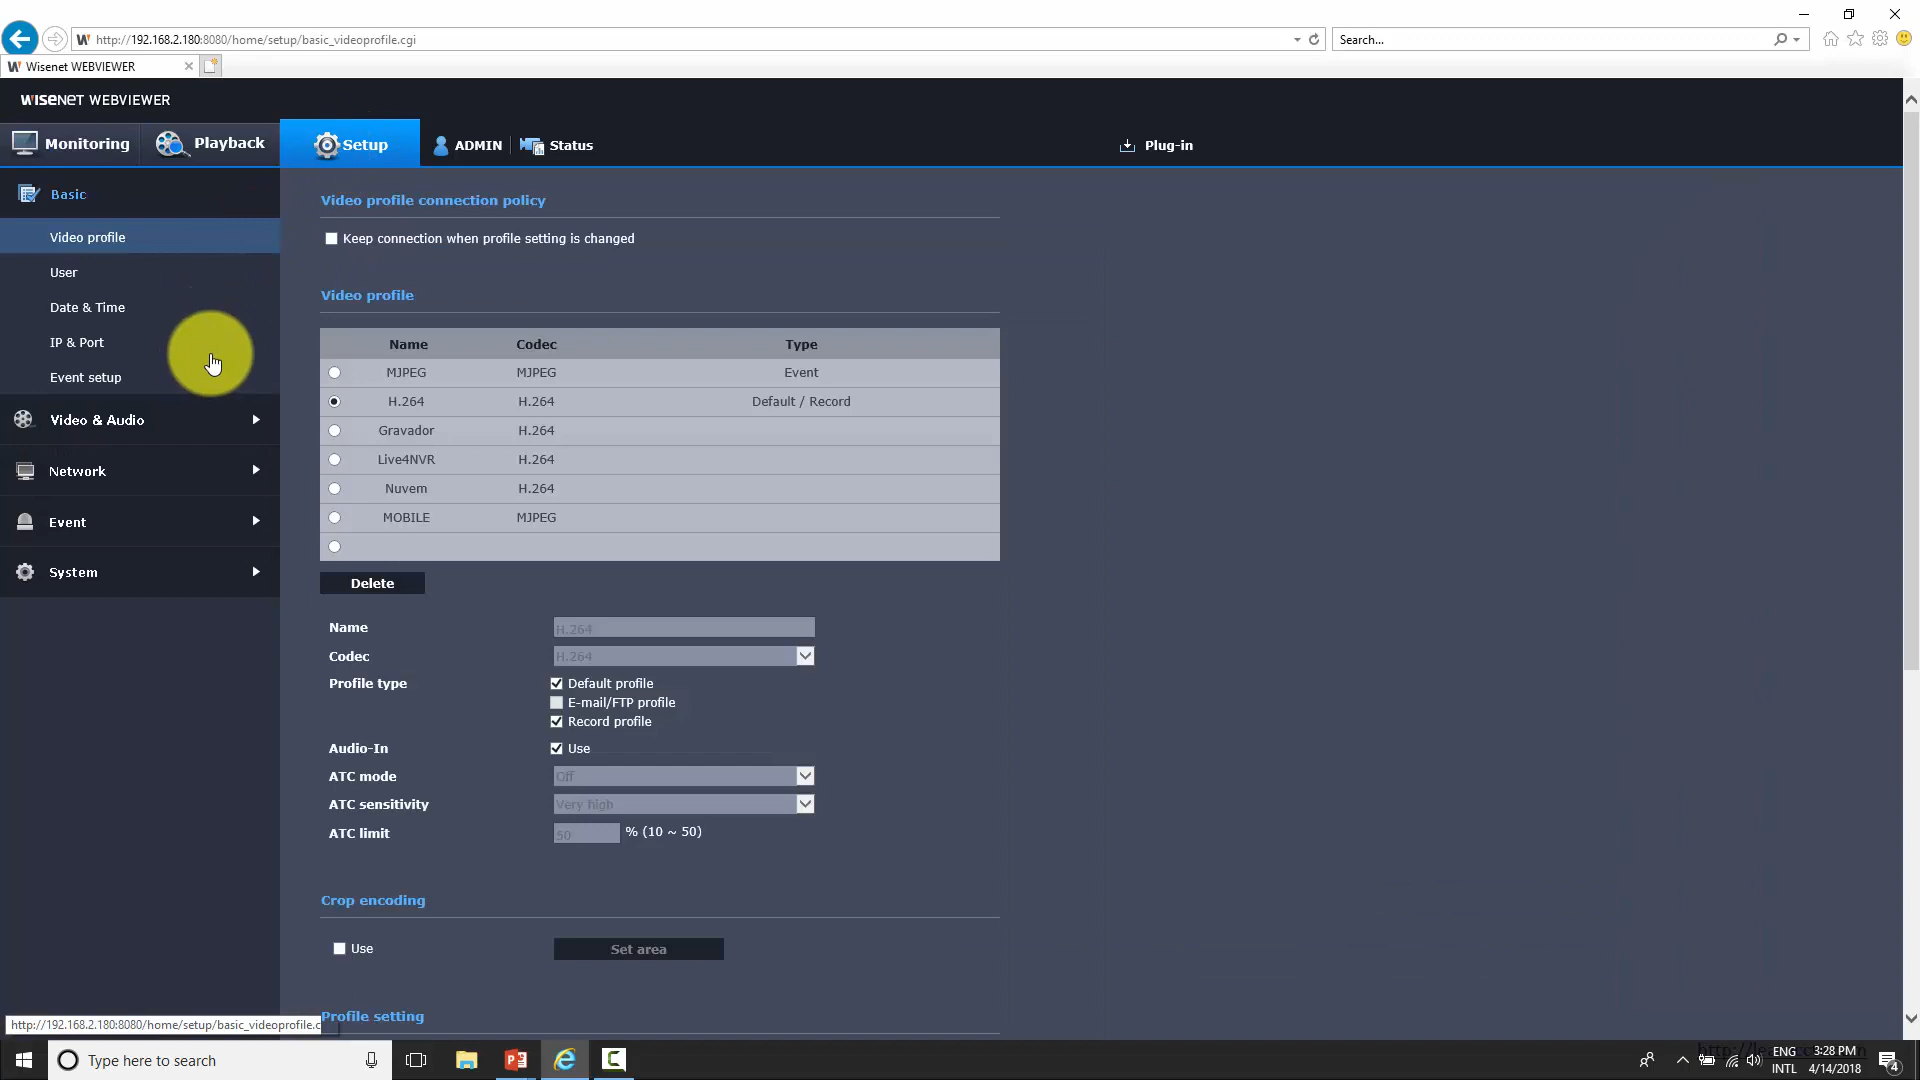 http://192.168.2.180:8080/home/setup/basic_videoprofile.cgi
Search...
Wisenet WEBVIEWER
WISENET WEBVIEWER
Monitoring
Playback
Setup
ADMIN
Status
Plug-in
Basic
Video profile
User
Date & Time
IP & Port
Event setup
Video & Audio
Network
Event
System
Video profile connection policy
Keep connection when profile setting is changed
Video profile
Name Codec Type
MJPEG MJPEG Event
H.264 H.264 Default / Record
Gravador H.264
Live4NVR H.264
Nuvem H.264
MOBILE MJPEG
Delete
Name H.264
Codec H.264
Profile type Default profile
E-mail/FTP profile
Record profile
Audio-In Use
ATC mode Off
ATC sensitivity Very high
ATC limit 50 % (10 ~ 50)
Crop encoding
Use Set area
Profile setting
http://192.168.2.180:8080/home/setup/basic_videoprofile.c
Type here to search
ENG
INTL
3:28 PM
4/14/2018
4